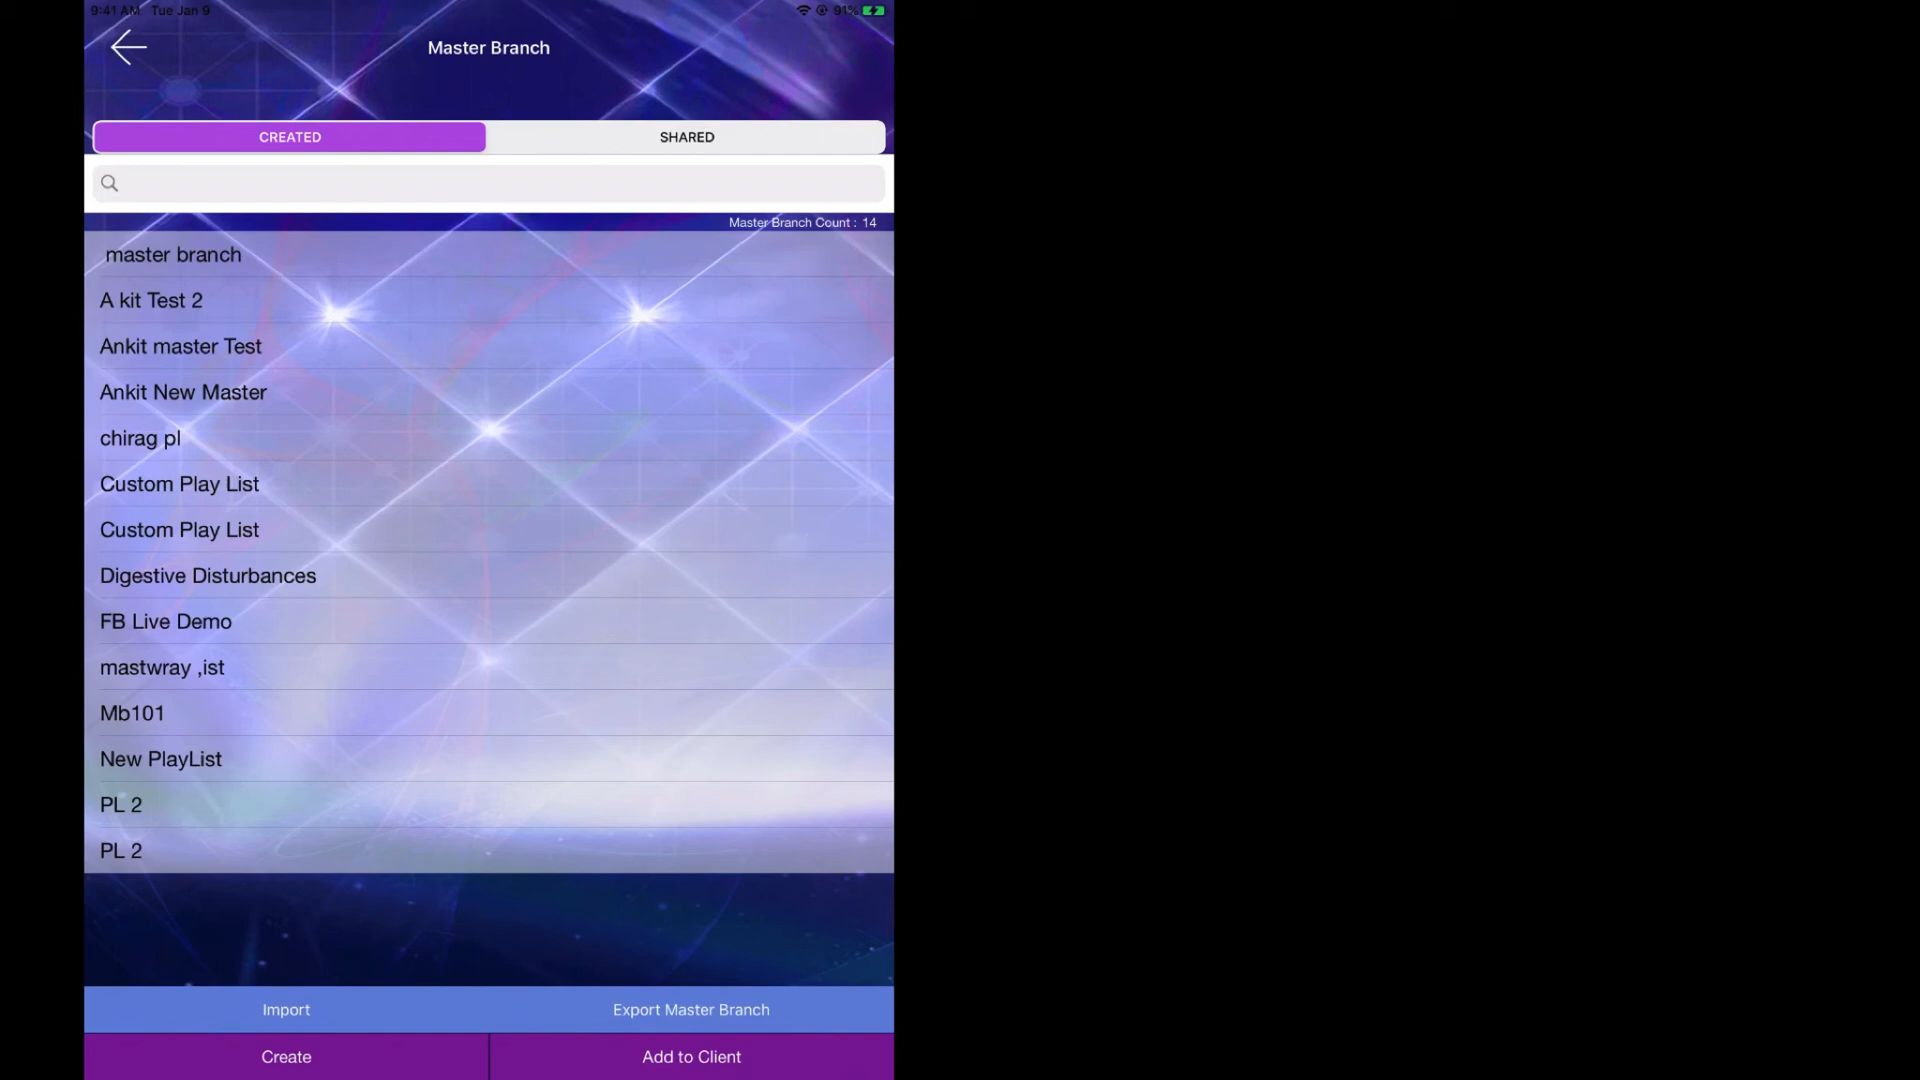 9:41 AM Tue Jan 9 91%
Master Branch
CREATED SHARED
Master Branch Count : 14
master branch
A kit Test 2
Ankit master Test
Ankit New Master
chirag pl
Custom Play List
Custom Play List
Digestive Disturbances
FB Live Demo
mastwray ,ist
Mb101
New PlayList
PL 2
PL 2
Import Export Master Branch
Create Add to Client